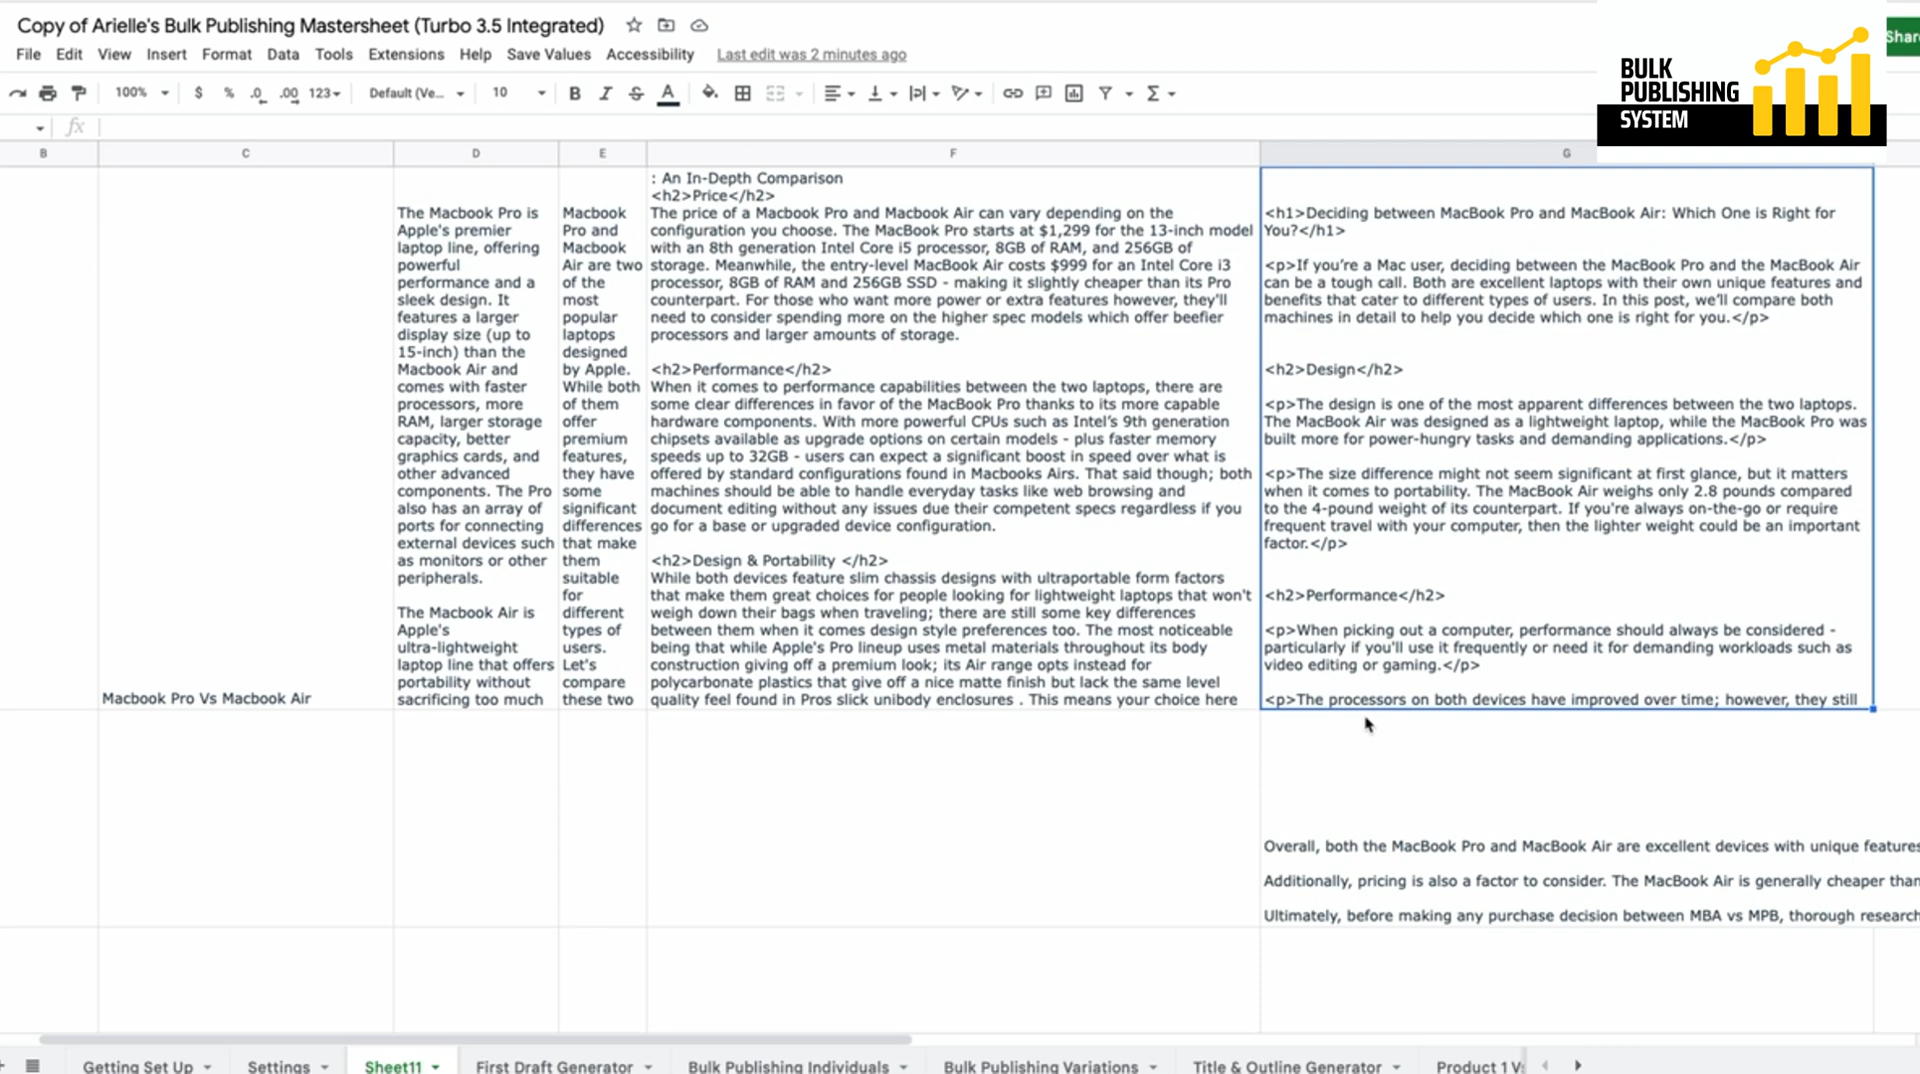 Copy of Arielle's Bulk Publishing Mastersheet (Turbo 3.5 Integrated)
File Edit View Insert Format Data Tools Extensions Help Save Values Accessibility Last edit was 2 minutes ago
100% $ % .0 .00 123 Default (Ve... 10 B I S A
fx
BULK
PUBLISHING
SYSTEM
B C D E F G
Macbook Pro Vs Macbook Air
The Macbook Pro is
Apple's premier
laptop line, offering
powerful
performance and a
sleek design. It
features a larger
display size (up to
15-inch) than the
Macbook Air and
comes with faster
processors, more
RAM, larger storage
capacity, better
graphics cards, and
other advanced
components. The Pro
also has an array of
ports for connecting
external devices such
as monitors or other
peripherals.
The Macbook Air is
Apple's
ultra-lightweight
laptop line that offers
portability without
sacrificing too much
Macbook
Pro and
Macbook
Air are two
of the
most
popular
laptops
designed
by Apple.
While both
of them
offer
premium
features,
they have
some
significant
differences
that make
them
suitable
for
different
types of
users.
Let's
compare
these two
: An In-Depth Comparison
<h2>Price</h2>
The price of a Macbook Pro and Macbook Air can vary depending on the
configuration you choose. The MacBook Pro starts at $1,299 for the 13-inch model
with an 8th generation Intel Core i5 processor, 8GB of RAM, and 256GB of
storage. Meanwhile, the entry-level MacBook Air costs $999 for an Intel Core i3
processor, 8GB of RAM and 256GB SSD - making it slightly cheaper than its Pro
counterpart. For those who want more power or extra features however, they'll
need to consider spending more on the higher spec models which offer beefier
processors and larger amounts of storage.
<h2>Performance</h2>
When it comes to performance capabilities between the two laptops, there are
some clear differences in favor of the MacBook Pro thanks to its more capable
hardware components. With more powerful CPUs such as Intel's 9th generation
chipsets available as upgrade options on certain models - plus faster memory
speeds up to 32GB - users can expect a significant boost in speed over what is
offered by standard configurations found in Macbooks Airs. That said though; both
machines should be able to handle everyday tasks like web browsing and
document editing without any issues due their competent specs regardless if you
go for a base or upgraded device configuration.
<h2>Design & Portability </h2>
While both devices feature slim chassis designs with ultraportable form factors
that make them great choices for people looking for lightweight laptops that won't
weigh down their bags when traveling; there are still some key differences
between them when it comes design style preferences too. The most noticeable
being that while Apple's Pro lineup uses metal materials throughout its body
construction giving off a premium look; its Air range opts instead for
polycarbonate plastics that give off a nice matte finish but lack the same level
quality feel found in Pros slick unibody enclosures . This means your choice here
<h1>Deciding between MacBook Pro and MacBook Air: Which One is Right for
You?</h1>
<p>If you're a Mac user, deciding between the MacBook Pro and the MacBook Air
can be a tough call. Both are excellent laptops with their own unique features and
benefits that cater to different types of users. In this post, we'll compare both
machines in detail to help you decide which one is right for you.</p>
<h2>Design</h2>
<p>The design is one of the most apparent differences between the two laptops.
The MacBook Air was designed as a lightweight laptop, while the MacBook Pro was
built more for power-hungry tasks and demanding applications.</p>
<p>The size difference might not seem significant at first glance, but it matters
when it comes to portability. The MacBook Air weighs only 2.8 pounds compared
to the 4-pound weight of its counterpart. If you're always on-the-go or require
frequent travel with your computer, then the lighter weight could be an important
factor.</p>
<h2>Performance</h2>
<p>When picking out a computer, performance should always be considered -
particularly if you'll use it frequently or need it for demanding workloads such as
video editing or gaming.</p>
<p>The processors on both devices have improved over time; however, they still
Overall, both the MacBook Pro and MacBook Air are excellent devices with unique features
Additionally, pricing is also a factor to consider. The MacBook Air is generally cheaper than
Ultimately, before making any purchase decision between MBA vs MPB, thorough research
Getting Set Up Settings Sheet11 First Draft Generator Bulk Publishing Individuals Bulk Publishing Variations Title & Outline Generator Product 1 V